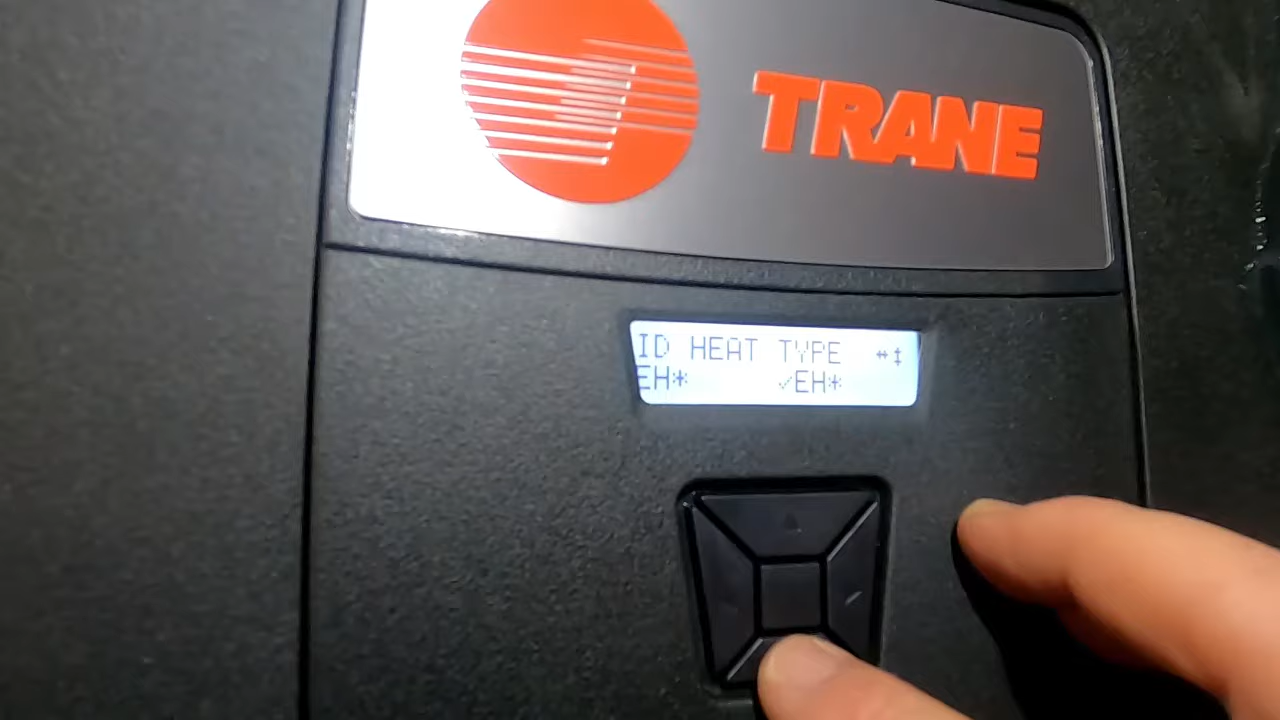 TRANE
ID HEAT TYPE ↔↕
EH* ✓EH*